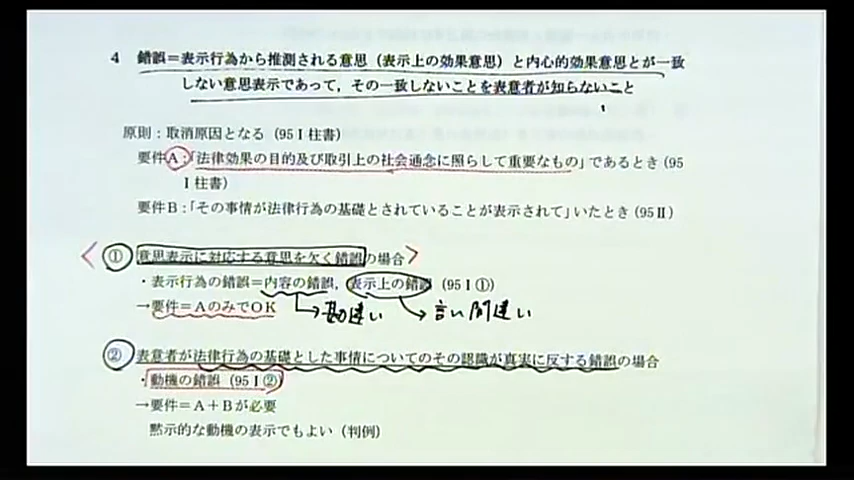 4 錯誤＝表示行為から推測される意思（表示上の効果意思）と内心的効果意思とが一致
しない意思表示であって，その一致しないことを表意者が知らないこと
原則：取消原因となる（95Ⅰ柱書）
要件A：「法律効果の目的及び取引上の社会通念に照らして重要なもの」であるとき（95
Ⅰ柱書）
要件B：「その事情が法律行為の基礎とされていることが表示されて」いたとき（95Ⅱ）
① 意思表示に対応する意思を欠く錯誤の場合
・表示行為の錯誤＝内容の錯誤，表示上の錯誤（95Ⅰ①）
→要件＝AのみでOK
勘違い 言い間違い
② 表意者が法律行為の基礎とした事情についてのその認識が真実に反する錯誤の場合
・動機の錯誤（95Ⅰ②）
→要件＝A＋Bが必要
黙示的な動機の表示でもよい（判例）